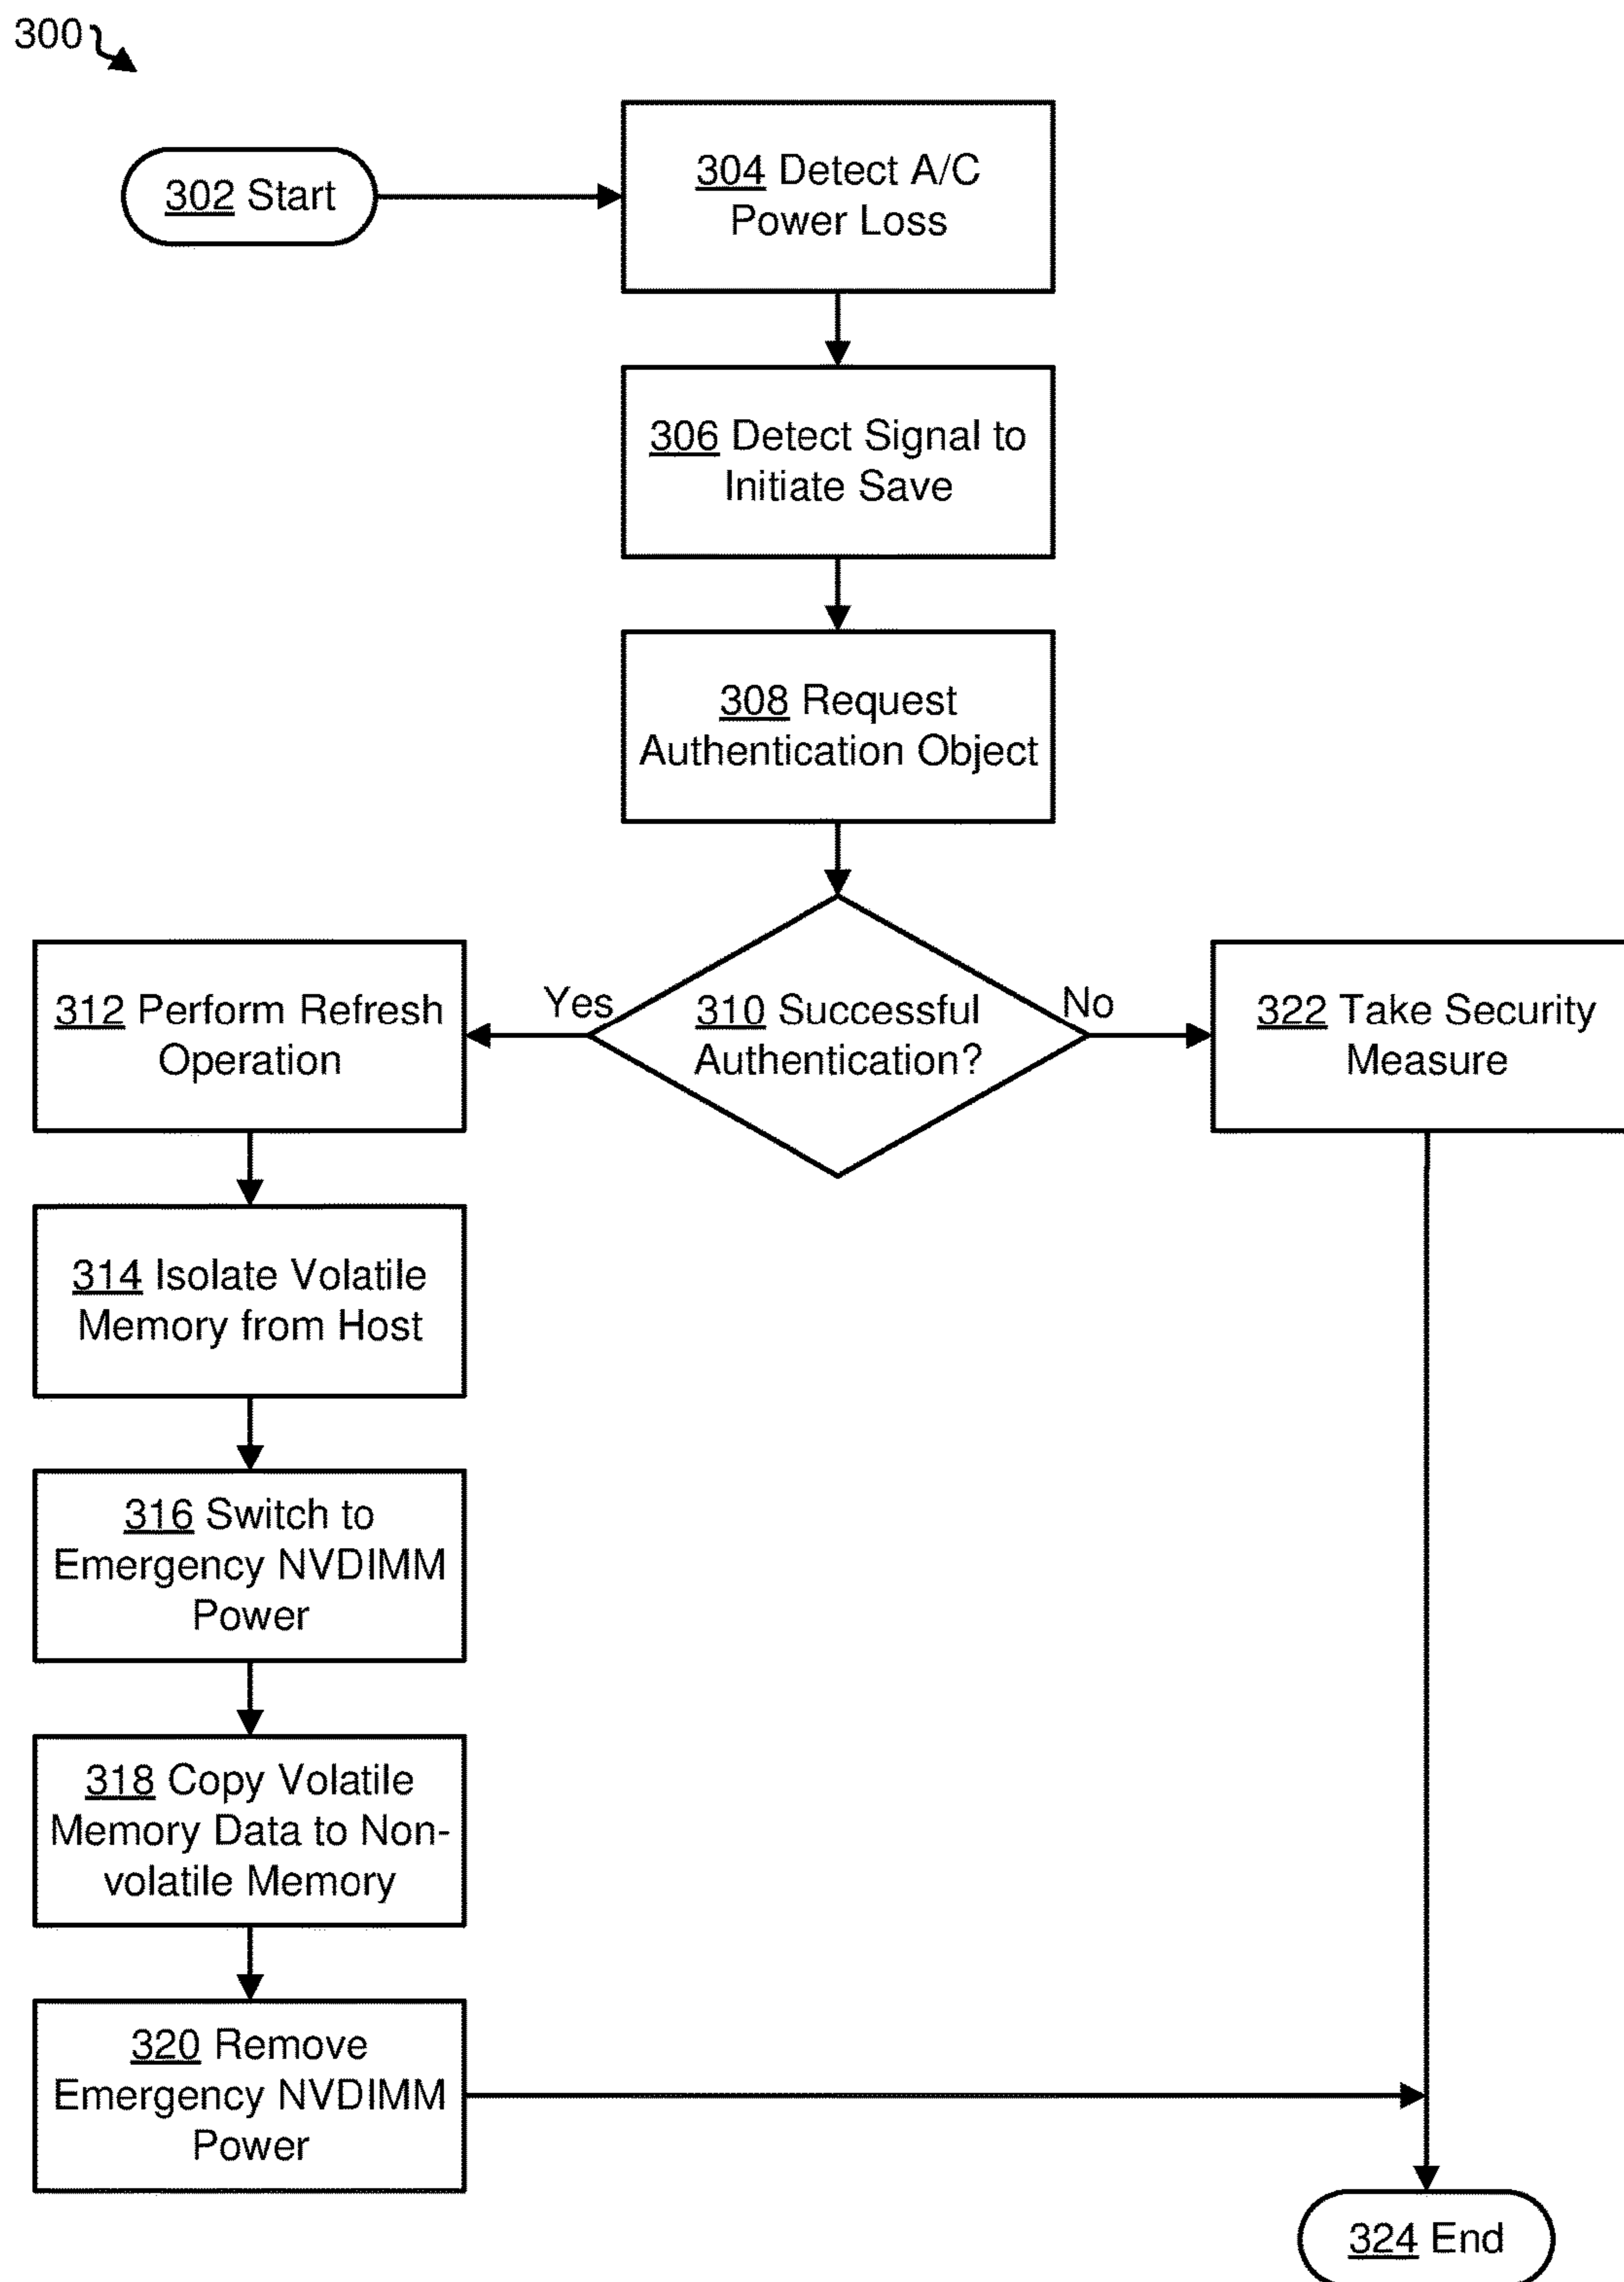 300
302 Start
304 Detect A/C
Power Loss
306 Detect Signal to
Initiate Save
308 Request
Authentication Object
310 Successful
Authentication?
Yes
No
312 Perform Refresh
Operation
322 Take Security
Measure
314 Isolate Volatile
Memory from Host
316 Switch to
Emergency NVDIMM
Power
318 Copy Volatile
Memory Data to Non-
volatile Memory
320 Remove
Emergency NVDIMM
Power
324 End